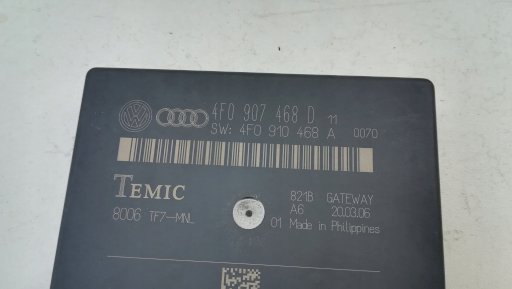 4F0 907 468 D 11
SW: 4F0 910 468 A 0070
TEMIC
821B GATEWAY
A6 20.03.06
8006 TF7-MNL
01 Made in Philippines